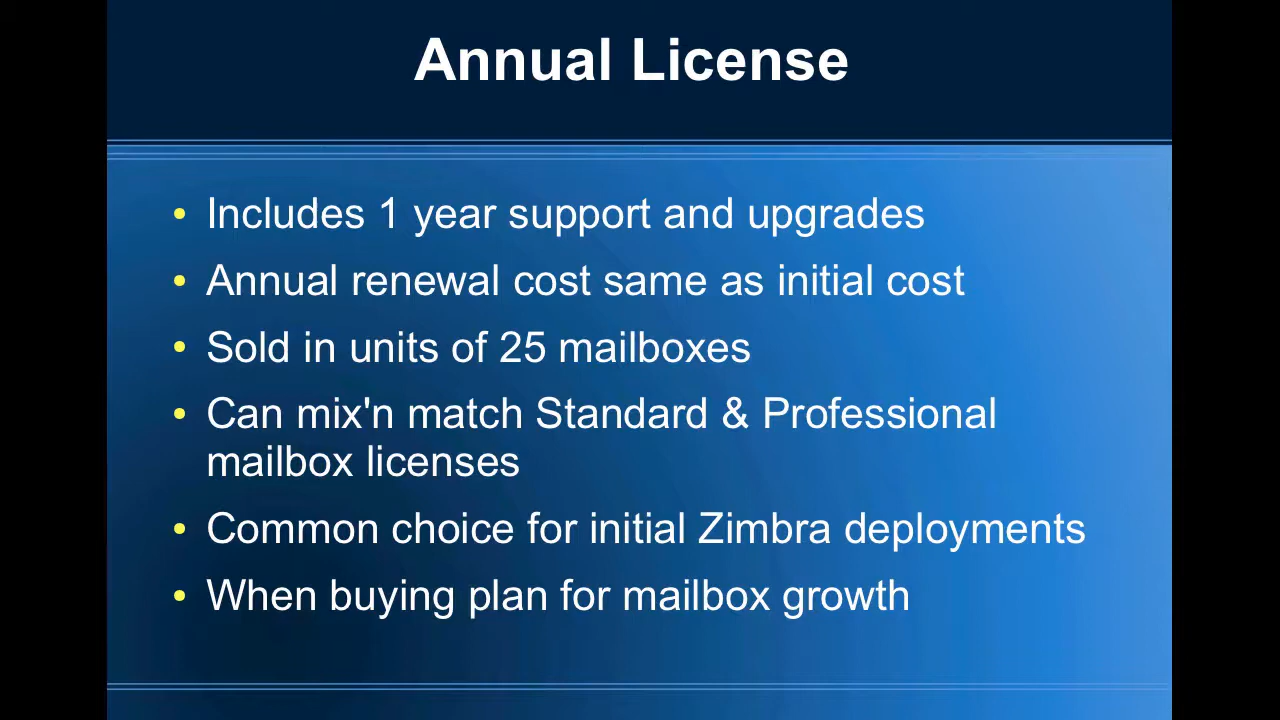 Annual License
• Includes 1 year support and upgrades
• Annual renewal cost same as initial cost
• Sold in units of 25 mailboxes
• Can mix'n match Standard & Professional
mailbox licenses
• Common choice for initial Zimbra deployments
• When buying plan for mailbox growth